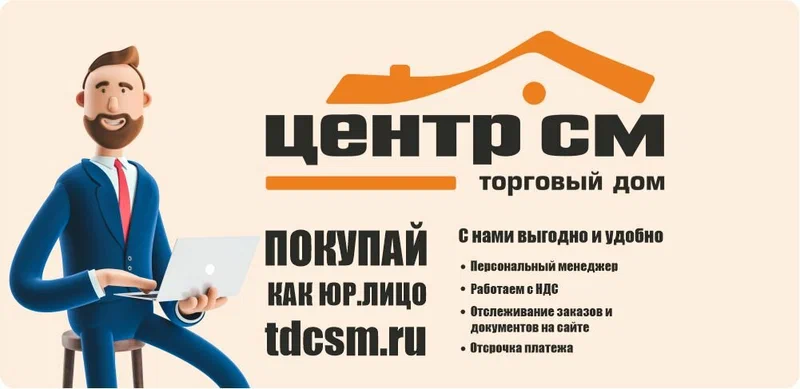 центр см
торговый дом
ПОКУПАЙ
КАК ЮР.ЛИЦО
tdcsm.ru
С нами выгодно и удобно
• Персональный менеджер
• Работаем с НДС
• Отслеживание заказов и
документов на сайте
• Отсрочка платежа